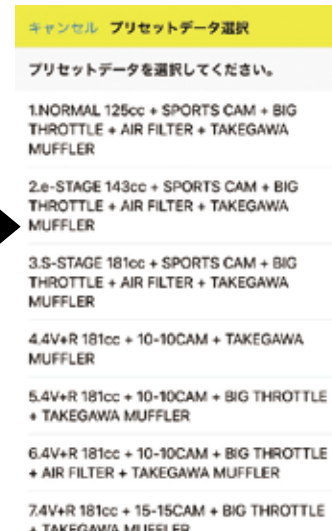 キャンセル プリセットデータ選択
プリセットデータを選択してください。
1.NORMAL 125cc + SPORTS CAM + BIG
THROTTLE + AIR FILTER + TAKEGAWA
MUFFLER
2.e-STAGE 143cc + SPORTS CAM + BIG
THROTTLE + AIR FILTER + TAKEGAWA
MUFFLER
3.S-STAGE 181cc + SPORTS CAM + BIG
THROTTLE + AIR FILTER + TAKEGAWA
MUFFLER
4.4V+R 181cc + 10-10CAM + TAKEGAWA
MUFFLER
5.4V+R 181cc + 10-10CAM + BIG THROTTLE
+ TAKEGAWA MUFFLER
6.4V+R 181cc + 10-10CAM + BIG THROTTLE
+ AIR FILTER + TAKEGAWA MUFFLER
7.4V+R 181cc + 15-15CAM + BIG THROTTLE
+ TAKEGAWA MUFFLER